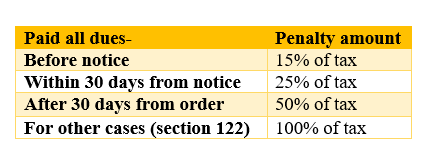 Paid all dues- Penalty amount
Before notice 15% of tax
Within 30 days from notice 25% of tax
After 30 days from order 50% of tax
For other cases (section 122) 100% of tax